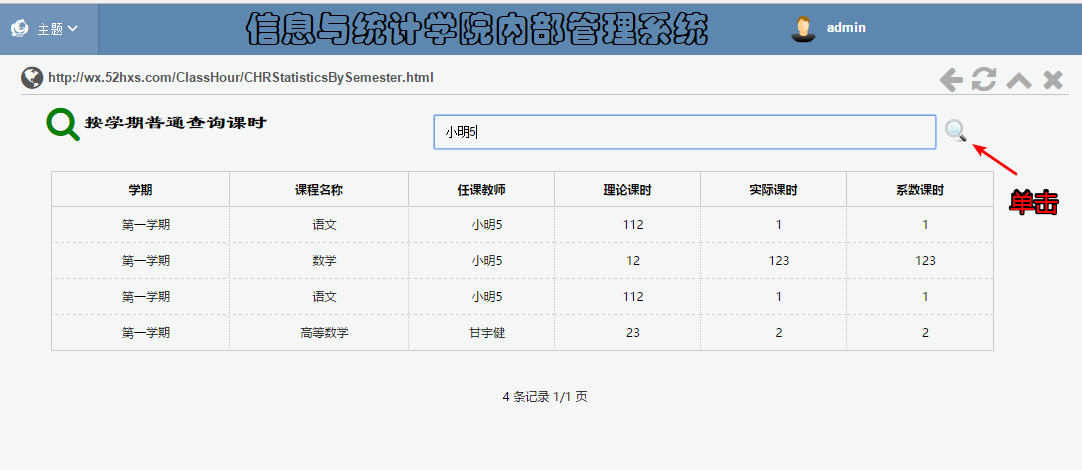 主题 信息与统计学院内部管理系统 admin
http://wx.52hxs.com/ClassHour/CHRStatisticsBySemester.html
按学期普通查询课时 小明5
单击
学期 课程名称 任课教师 理论课时 实际课时 系数课时
第一学期 语文 小明5 112 1 1
第一学期 数学 小明5 12 123 123
第一学期 语文 小明5 112 1 1
第一学期 高等数学 甘宇健 23 2 2
4 条记录 1/1 页